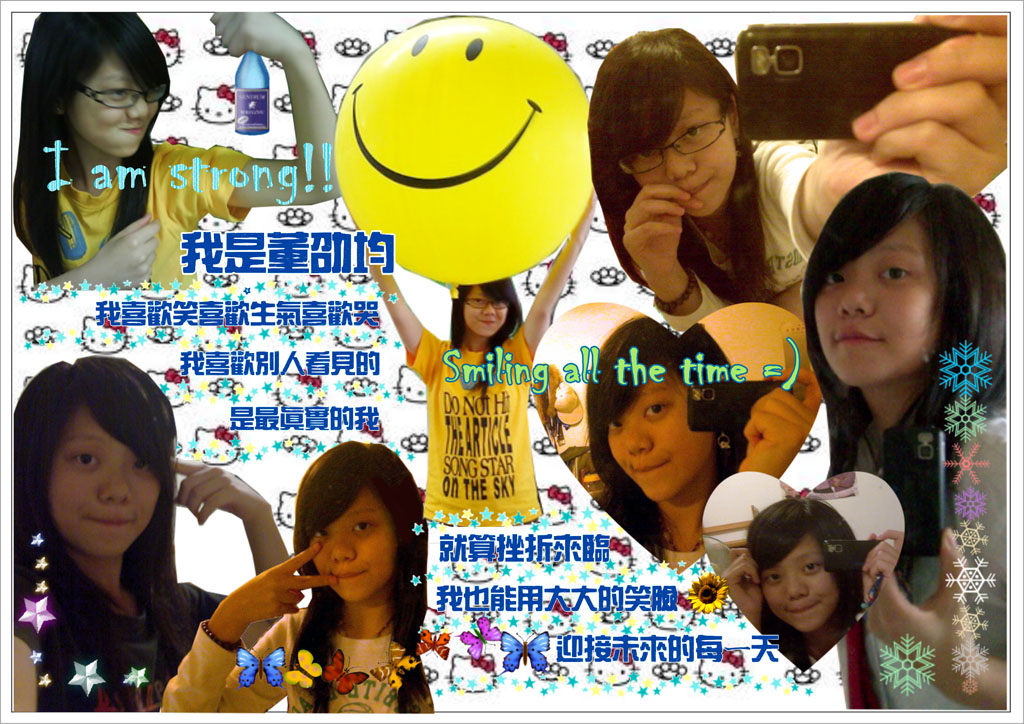 I am strong!!
我是董邵均
我喜歡笑喜歡生氣喜歡哭
我喜歡別人看見的
是最真實的我
Smiling all the time =)
DO NOT HIT
THE ARTICLE
SONG STAR
ON THE SKY
就算挫折來臨
我也能用大大的笑臉
迎接未來的每一天